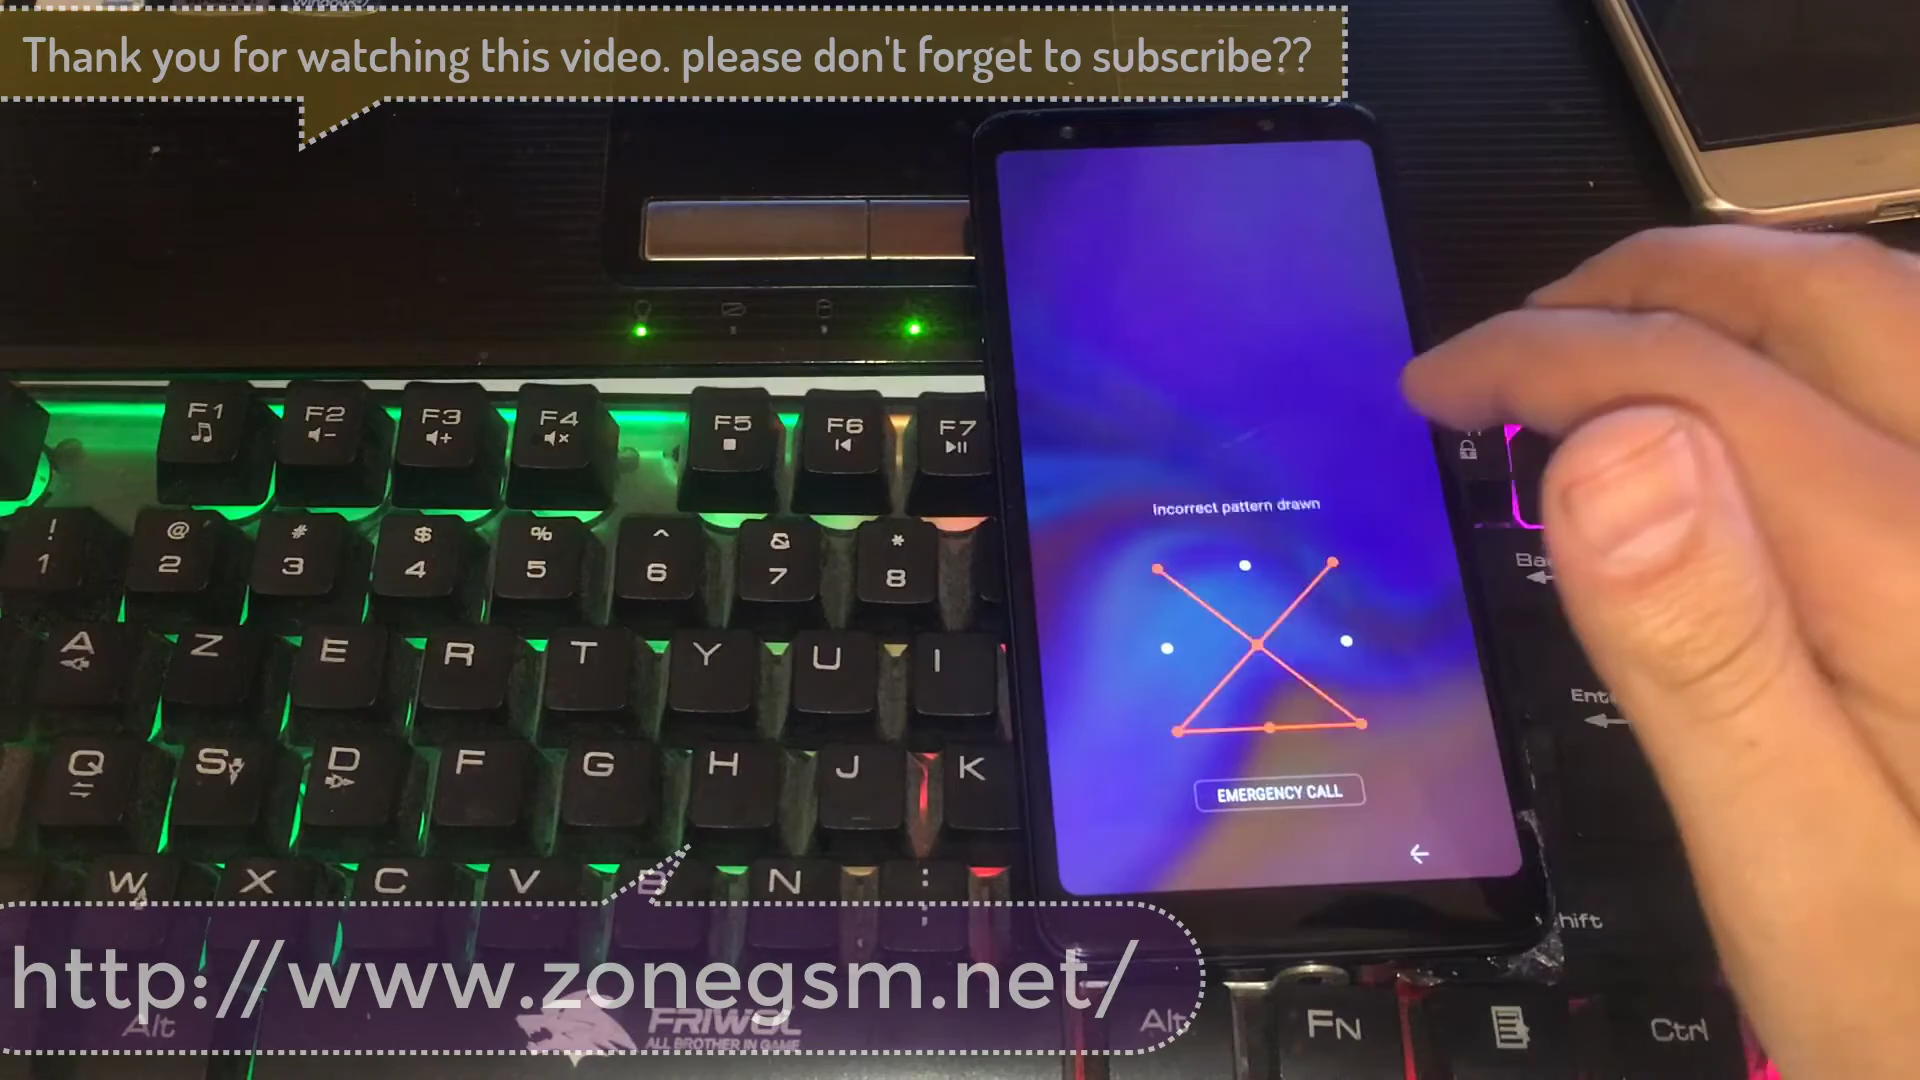 Thank you for watching this video. please don't forget to subscribe??
F1 F2 F3 F4 F5 F6 F7
! @ # $ % ^ & *
1 2 3 4 5 6 7 8
Incorrect pattern drawn
A Z E R T Y U I
Q S D F G H J K
EMERGENCY CALL
W X C V B N
http://www.zonegsm.net/
Alt
FRIWOL
ALL BROTHER IN GAME
Alt FN Ctrl